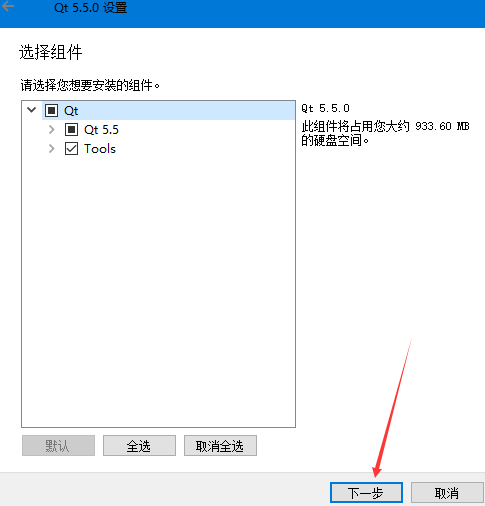 Qt 5.5.0 设置
选择组件
请选择您想要安装的组件。
Qt
Qt 5.5
Tools
Qt 5.5.0
此组件将占用您大约 933.60 MB
的硬盘空间。
默认
全选
取消全选
下一步
取消